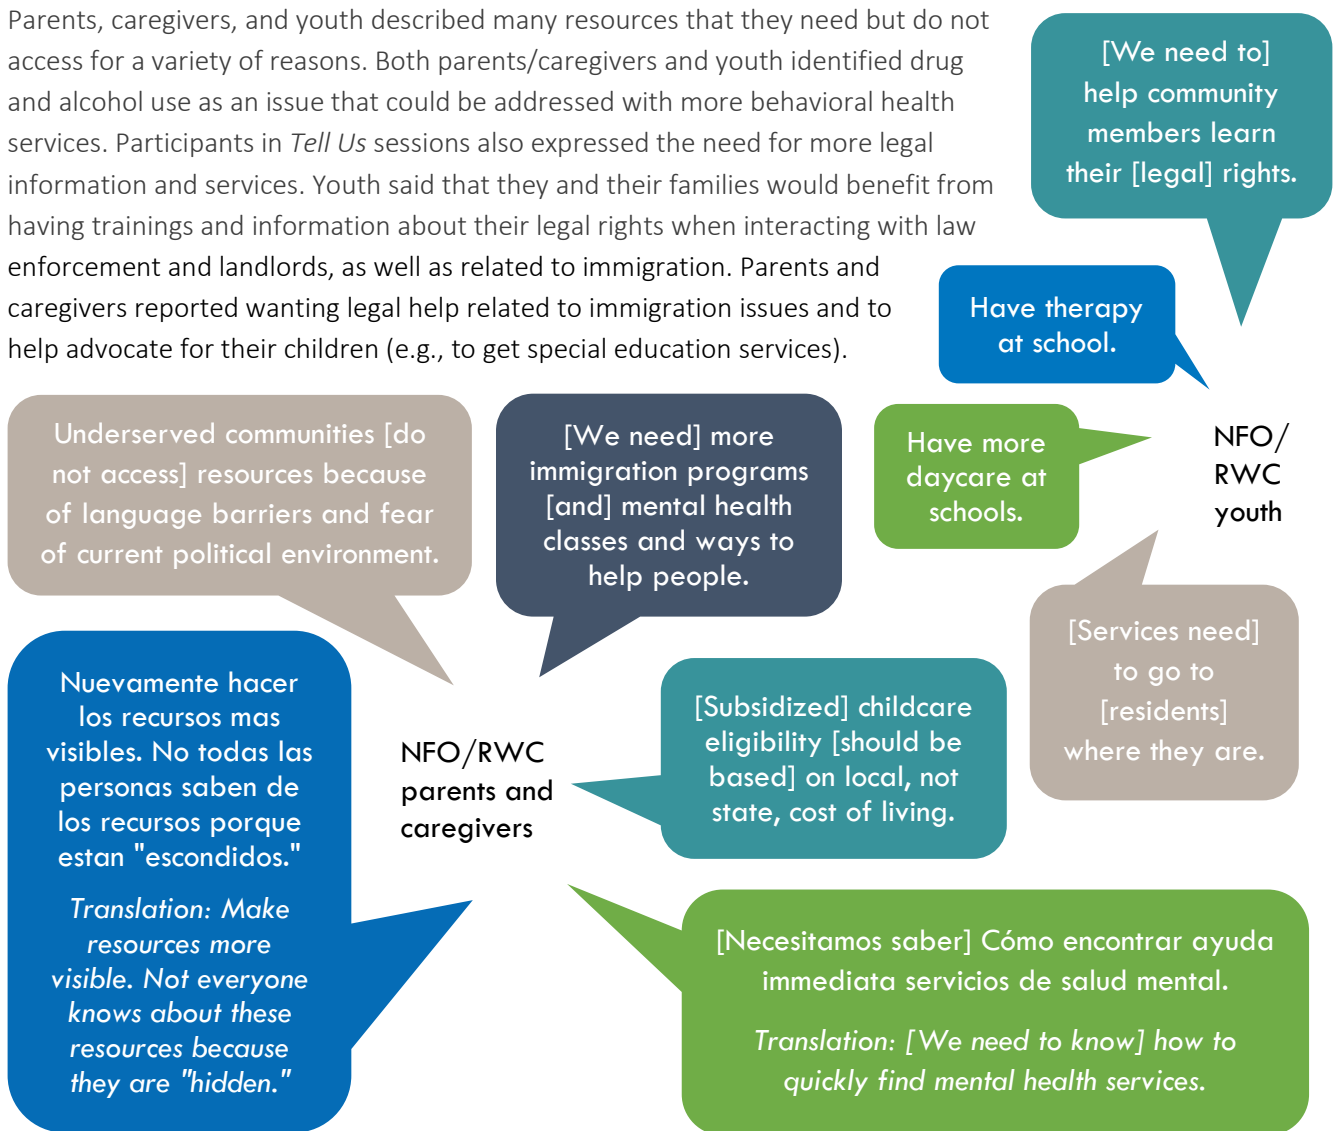 Parents, caregivers, and youth described many resources that they need but do not
access for a variety of reasons. Both parents/caregivers and youth identified drug
and alcohol use as an issue that could be addressed with more behavioral health
services. Participants in Tell Us sessions also expressed the need for more legal
information and services. Youth said that they and their families would benefit from
having trainings and information about their legal rights when interacting with law
enforcement and landlords, as well as related to immigration. Parents and
caregivers reported wanting legal help related to immigration issues and to
help advocate for their children (e.g., to get special education services).
[We need to]
help community
members learn
their [legal] rights.
Have therapy
at school.
Have more
daycare at
schools.
NFO/
RWC
youth
[Services need]
to go to
[residents]
where they are.
Underserved communities [do
not access] resources because
of language barriers and fear
of current political environment.
[We need] more
immigration programs
[and] mental health
classes and ways to
help people.
Nuevamente hacer
los recursos mas
visibles. No todas las
personas saben de
los recursos porque
estan "escondidos."
Translation: Make
resources more
visible. Not everyone
knows about these
resources because
they are "hidden."
NFO/RWC
parents and
caregivers
[Subsidized] childcare
eligibility [should be
based] on local, not
state, cost of living.
[Necesitamos saber] Cómo encontrar ayuda
immediata servicios de salud mental.
Translation: [We need to know] how to
quickly find mental health services.